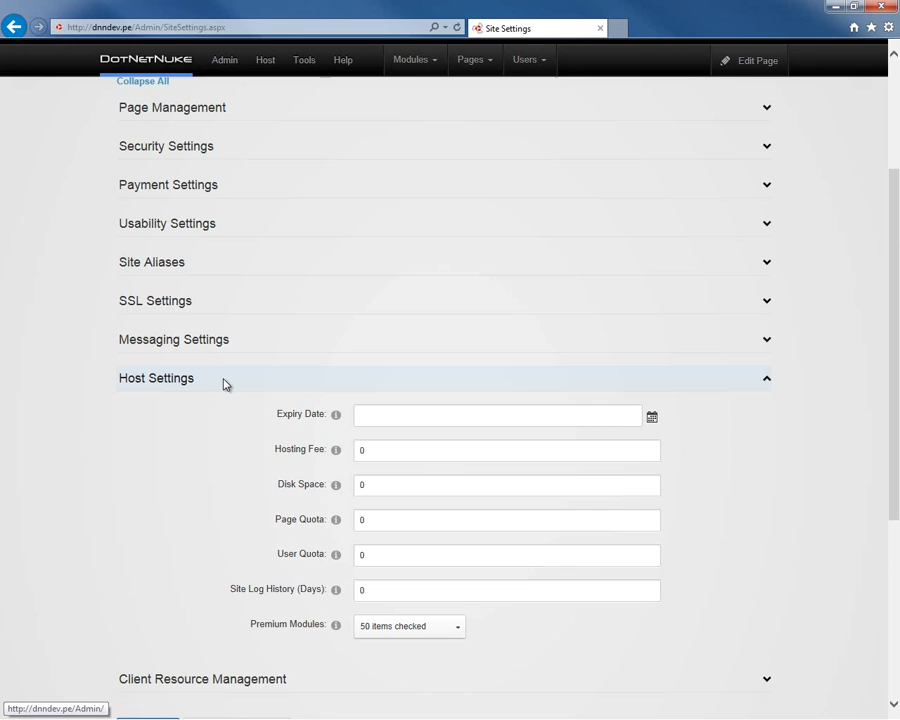 http://dnndev.pe/Admin/SiteSettings.aspx
Site Settings
DOTNETNUKE
Admin
Host
Tools
Help
Modules
Pages
Users
Edit Page
Collapse All
Page Management
Security Settings
Payment Settings
Usability Settings
Site Aliases
SSL Settings
Messaging Settings
Host Settings
Expiry Date:
Hosting Fee: 0
Disk Space: 0
Page Quota: 0
User Quota: 0
Site Log History (Days): 0
Premium Modules: 50 items checked
Client Resource Management
http://dnndev.pe/Admin/